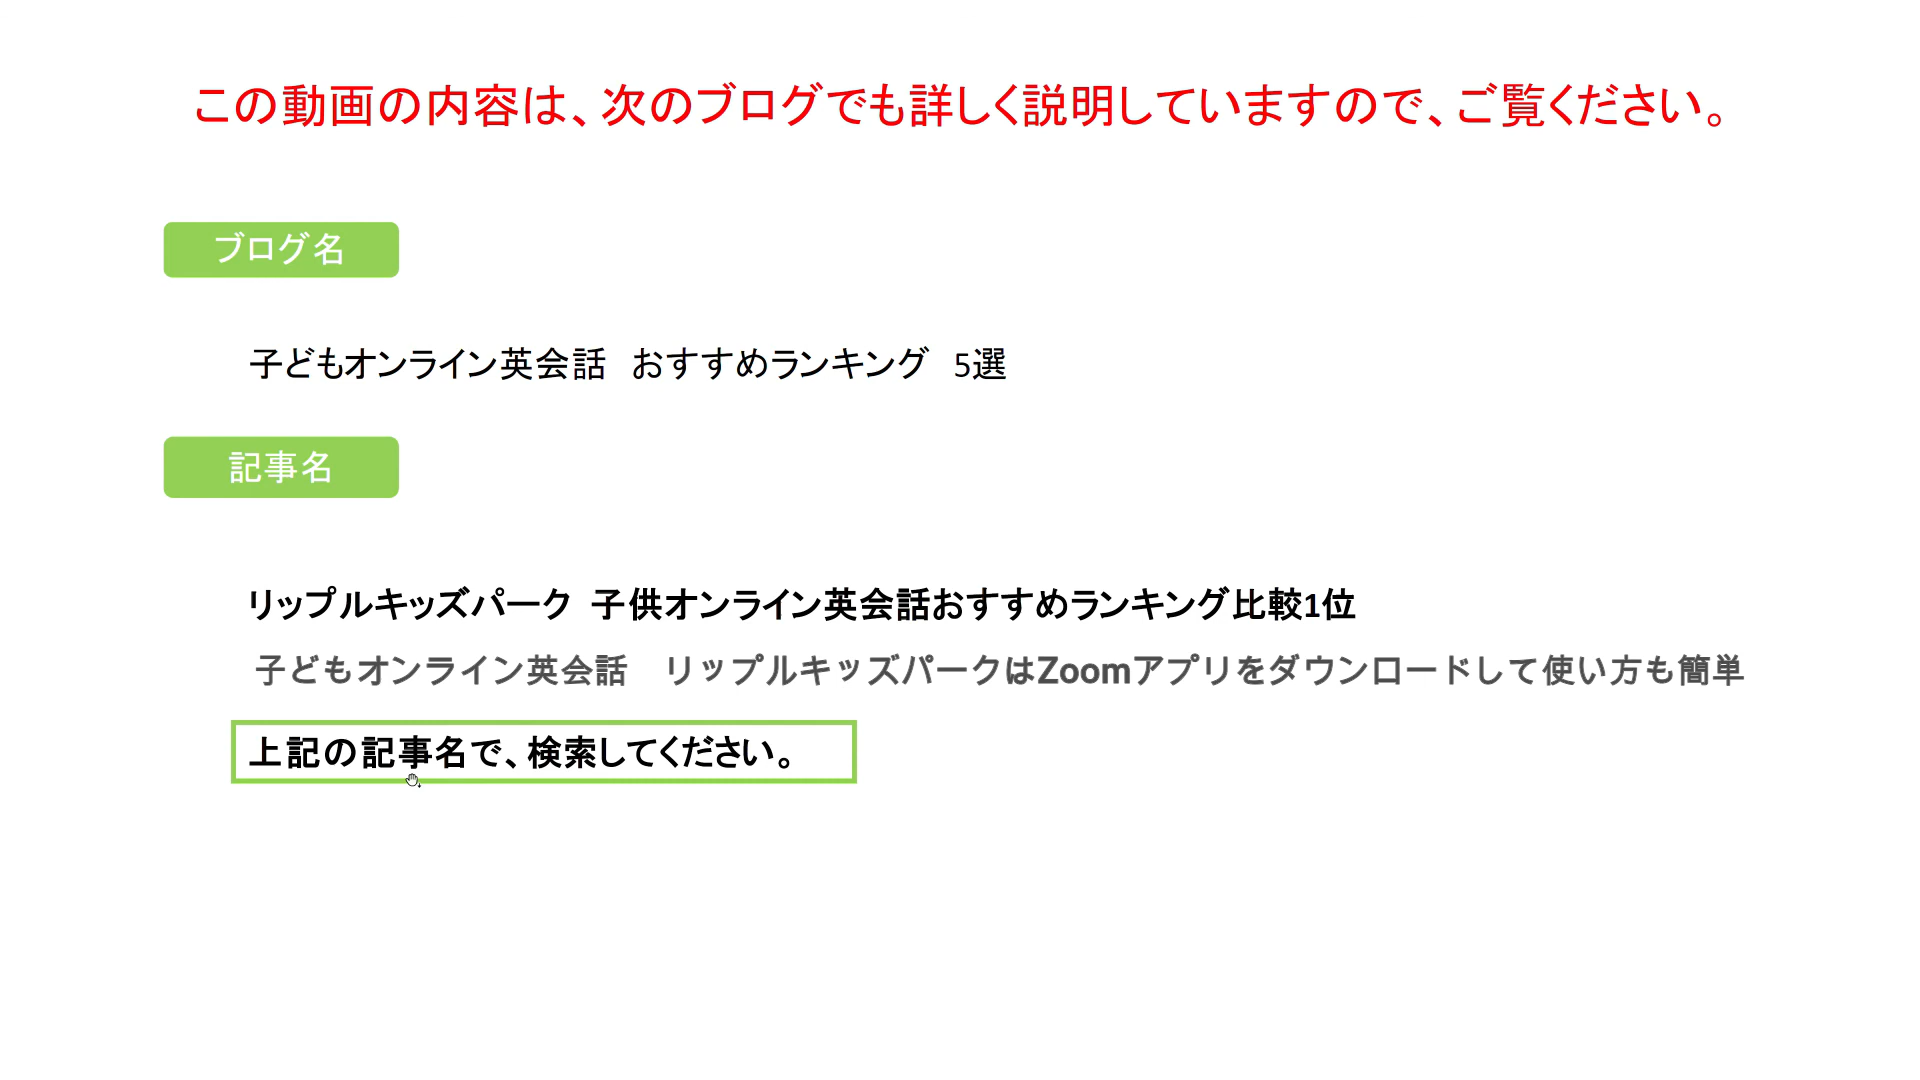 この動画の内容は、次のブログでも詳しく説明していますので、ご覧ください。
ブログ名
子どもオンライン英会話　おすすめランキング　5選
記事名
リップルキッズパーク 子供オンライン英会話おすすめランキング比較1位
子どもオンライン英会話　リップルキッズパークはZoomアプリをダウンロードして使い方も簡単
上記の記事名で、検索してください。